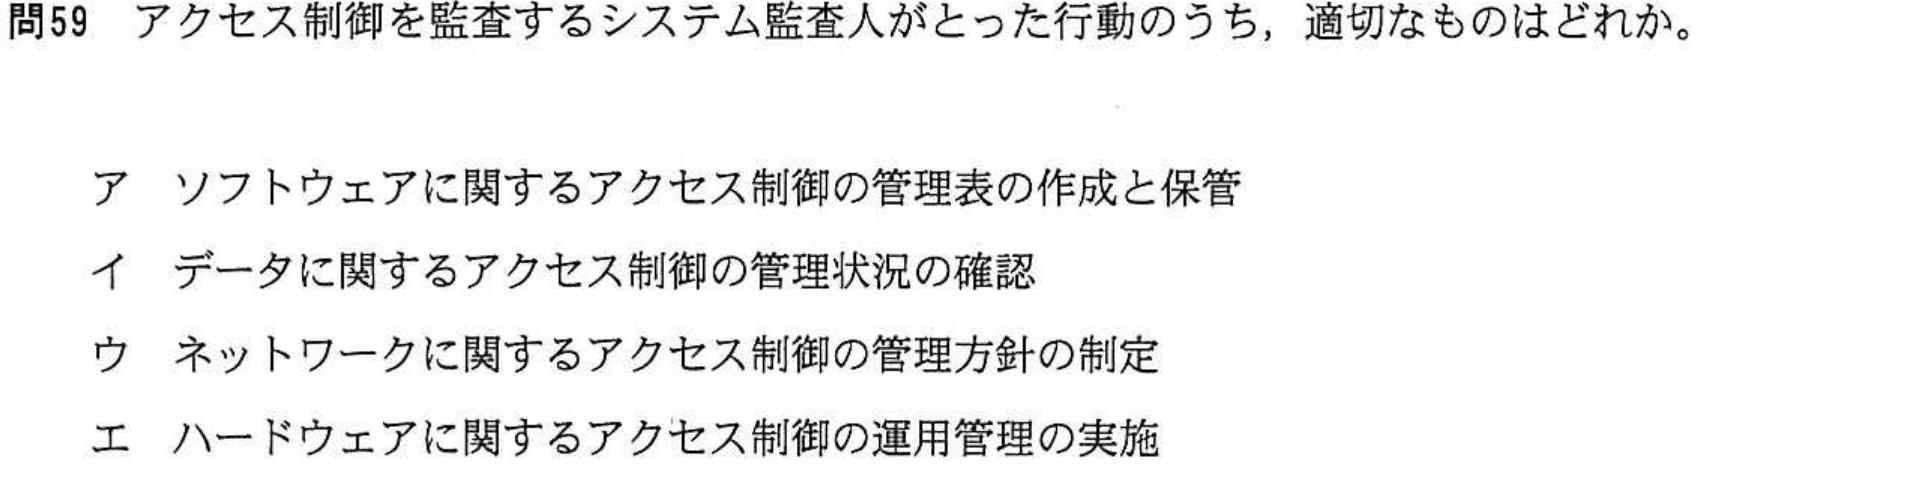 問59　アクセス制御を監査するシステム監査人がとった行動のうち，適切なものはどれか。
ア　ソフトウェアに関するアクセス制御の管理表の作成と保管
イ　データに関するアクセス制御の管理状況の確認
ウ　ネットワークに関するアクセス制御の管理方針の制定
エ　ハードウェアに関するアクセス制御の運用管理の実施